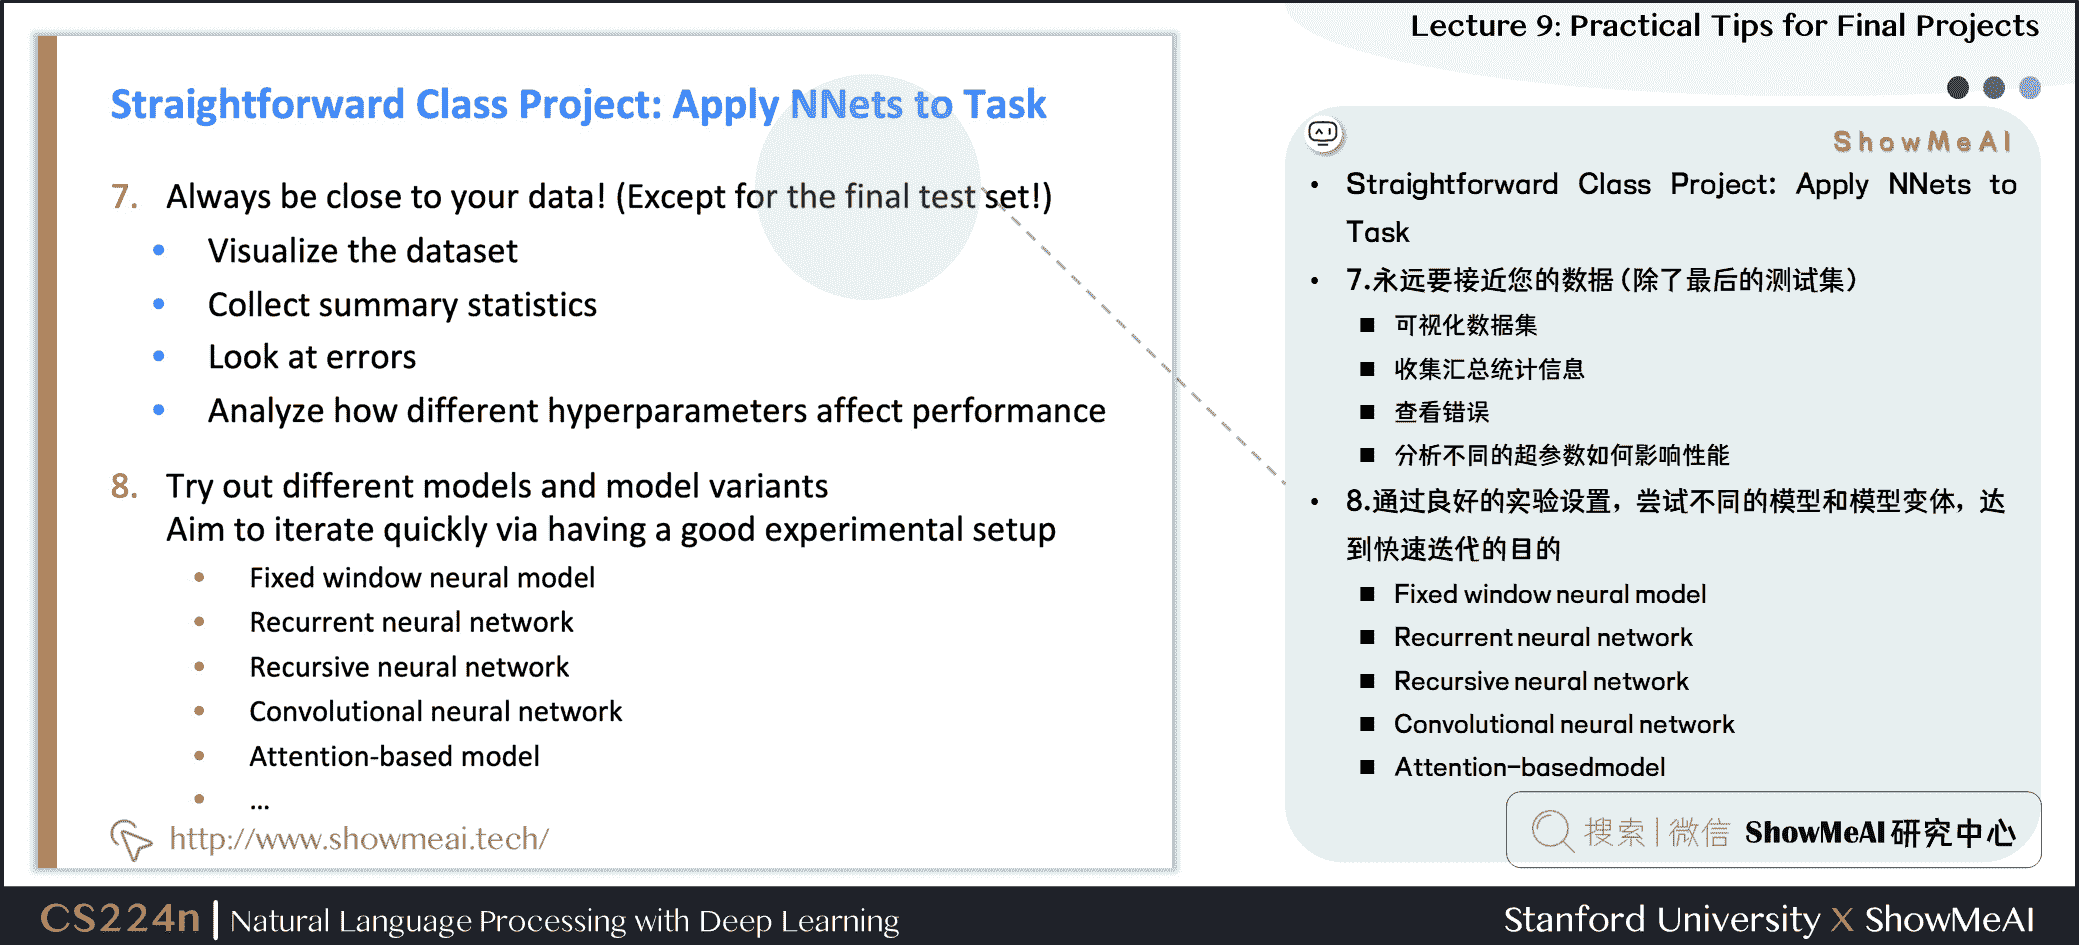 Lecture 9: Practical Tips for Final Projects
Straightforward Class Project: Apply NNets to Task
7. Always be close to your data! (Except for the final test set!)
• Visualize the dataset
• Collect summary statistics
• Look at errors
• Analyze how different hyperparameters affect performance
8. Try out different models and model variants
Aim to iterate quickly via having a good experimental setup
• Fixed window neural model
• Recurrent neural network
• Recursive neural network
• Convolutional neural network
• Attention-based model
• …
http://www.showmeai.tech/
ShowMeAI
• Straightforward Class Project: Apply NNets to
Task
• 7.永远要接近您的数据(除了最后的测试集)
■ 可视化数据集
■ 收集汇总统计信息
■ 查看错误
■ 分析不同的超参数如何影响性能
• 8.通过良好的实验设置，尝试不同的模型和模型变体，达
到快速迭代的目的
■ Fixed window neural model
■ Recurrent neural network
■ Recursive neural network
■ Convolutional neural network
■ Attention-basedmodel
搜索|微信 ShowMeAI研究中心
CS224n | Natural Language Processing with Deep Learning
Stanford University X ShowMeAI